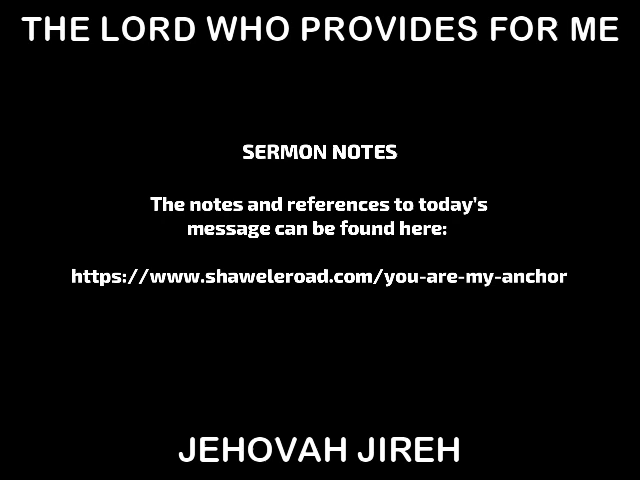 THE LORD WHO PROVIDES FOR ME
SERMON NOTES
The notes and references to today's
message can be found here:
https://www.shaweleroad.com/you-are-my-anchor
JEHOVAH JIREH